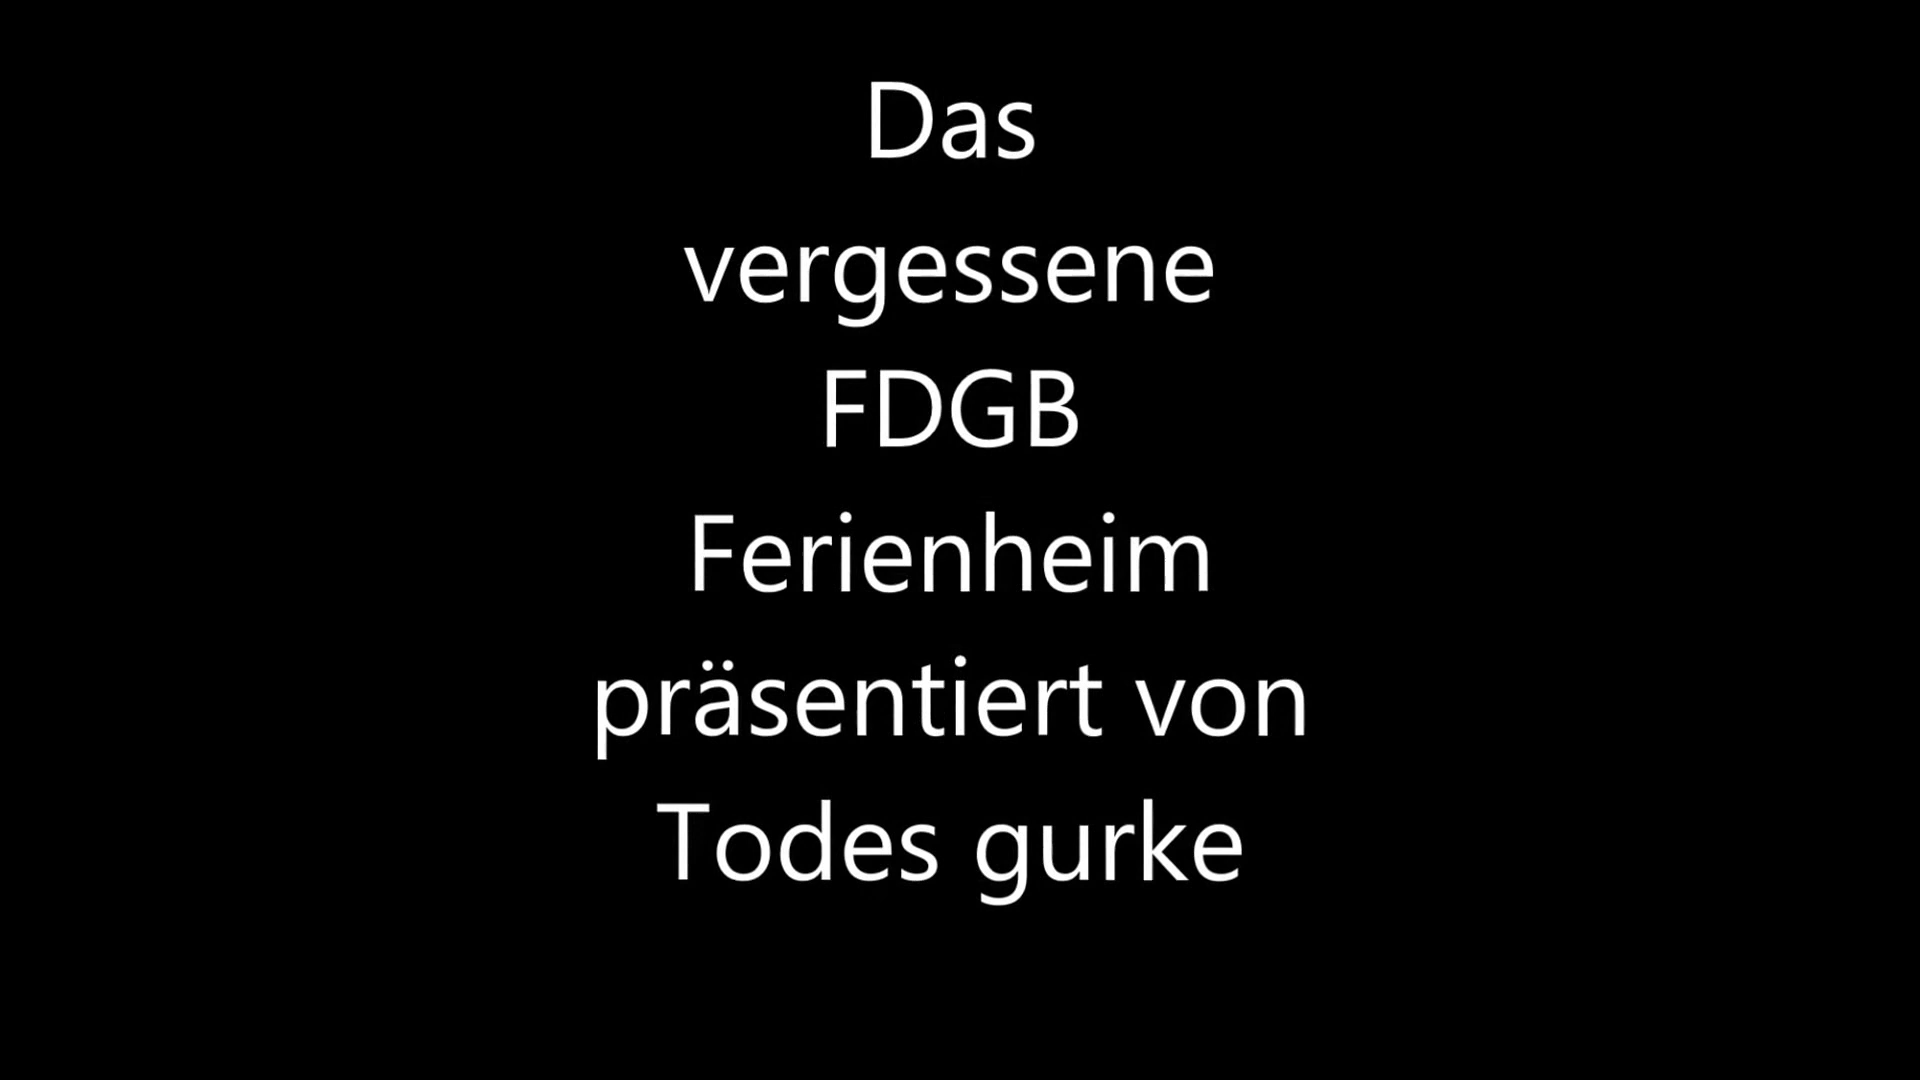 Das
vergessene
FDGB
Ferienheim
präsentiert von
Todes gurke